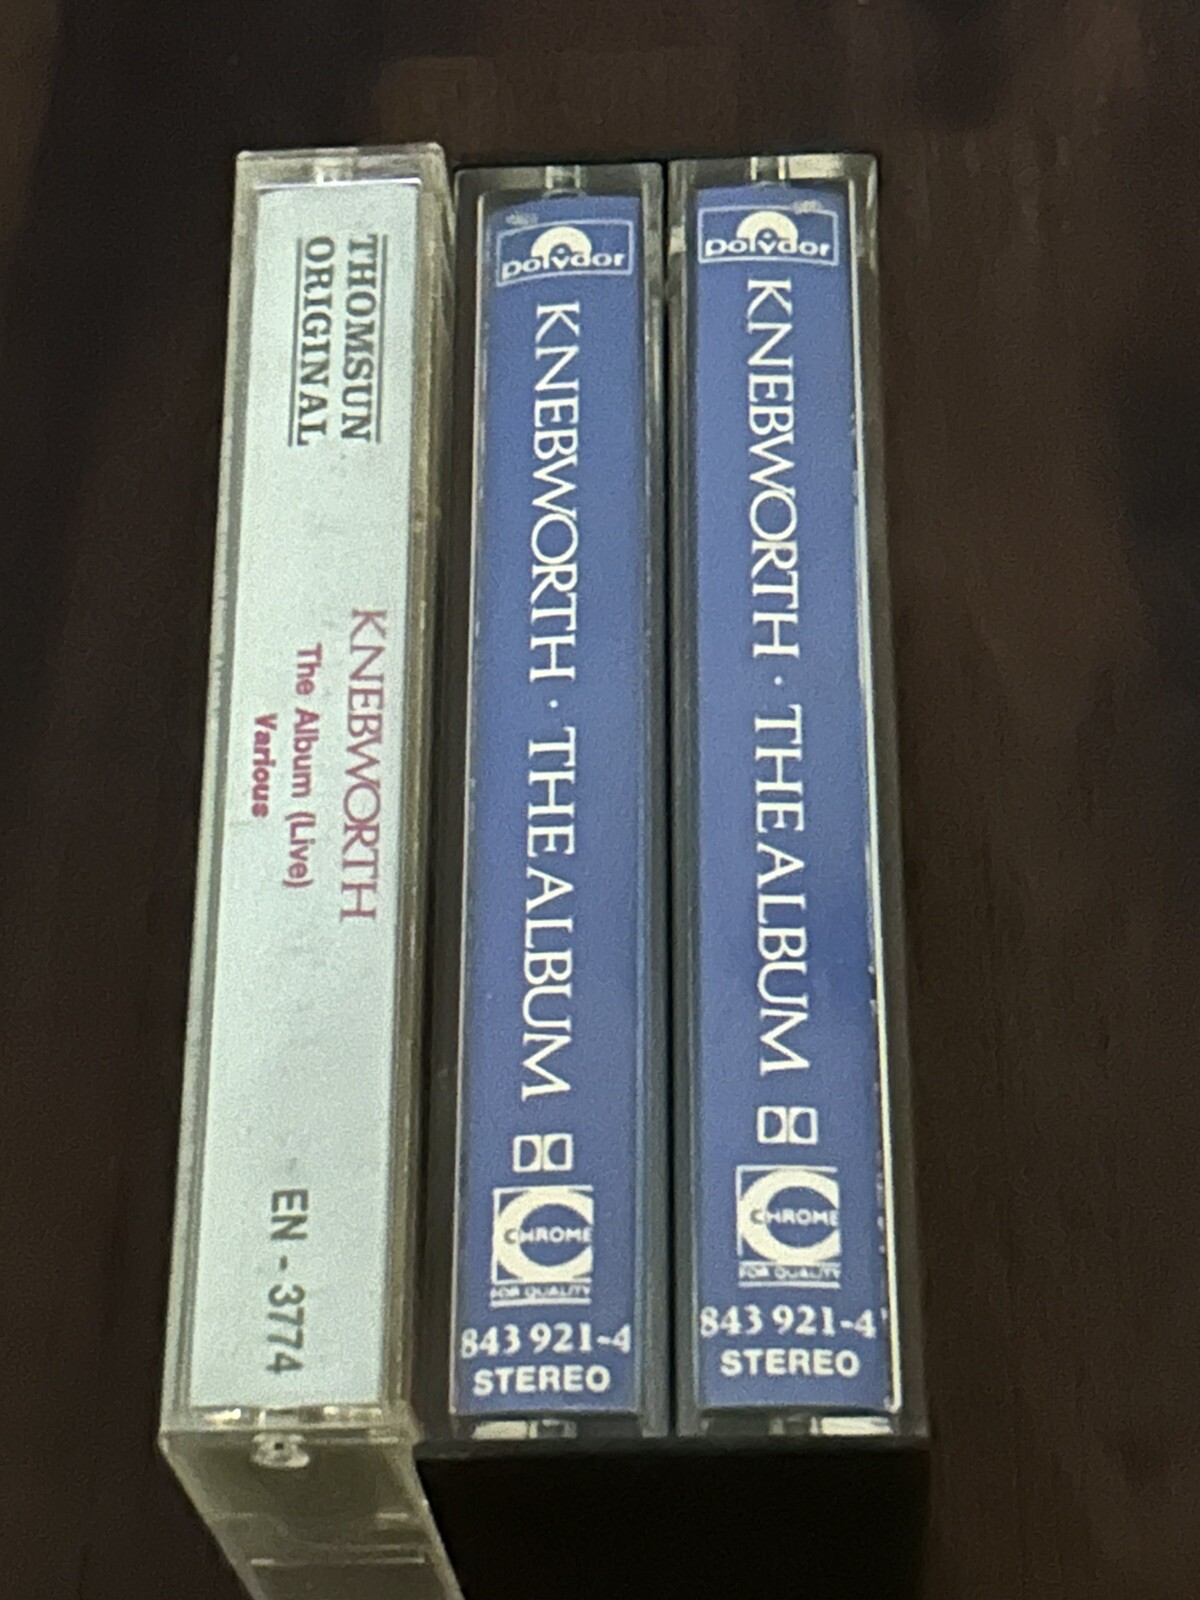 THOMSUN
ORIGINAL
KNEBWORTH
The Album (Live)
Various
EN - 3774
polydor
KNEBWORTH · THE ALBUM
CHROME
FOR QUALITY
843 921-4
STEREO
polydor
KNEBWORTH · THE ALBUM
CHROME
FOR QUALITY
843 921-4
STEREO